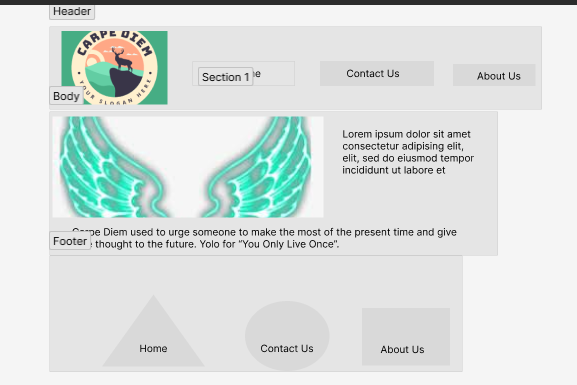 Header
CARPE DIEM
YOUR SLOGAN HERE
Section 1
Contact Us
About Us
Body
Lorem ipsum dolor sit amet
consectetur adipising elit,
elit, sed do eiusmod tempor
incididunt ut labore et
Carpe Diem used to urge someone to make the most of the present time and give
Footer
thought to the future. Yolo for "You Only Live Once".
Home
Contact Us
About Us